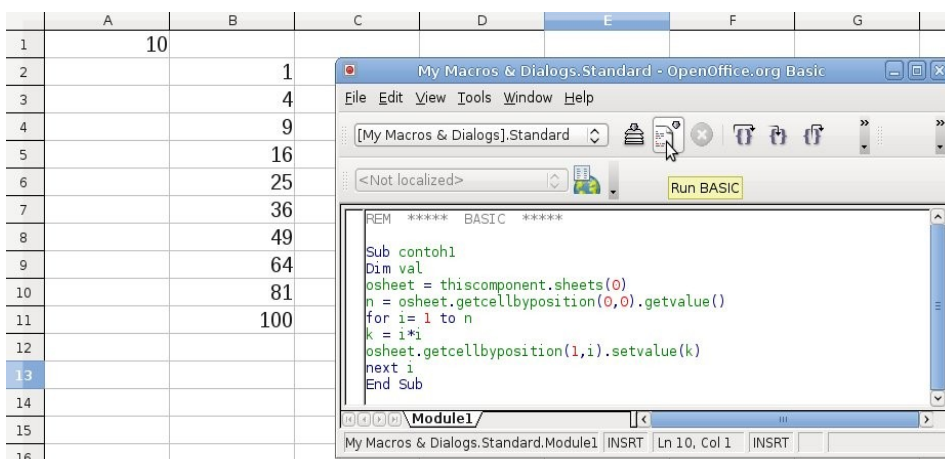 A B C D E F G
1 10
2 1
3 4
4 9
5 16
6 25
7 36
8 49
9 64
10 81
11 100
12
13
14
15
16
My Macros & Dialogs.Standard - OpenOffice.org Basic
File Edit View Tools Window Help
[My Macros & Dialogs].Standard
<Not localized>
Run BASIC
REM ***** BASIC *****
Sub contoh1
Dim val
osheet = thiscomponent.sheets(0)
n = osheet.getcellbyposition(0,0).getvalue()
for i= 1 to n
k = i*i
osheet.getcellbyposition(1,i).setvalue(k)
next i
End Sub
Module1
My Macros & Dialogs.Standard.Module1 INSRT Ln 10, Col 1 INSRT